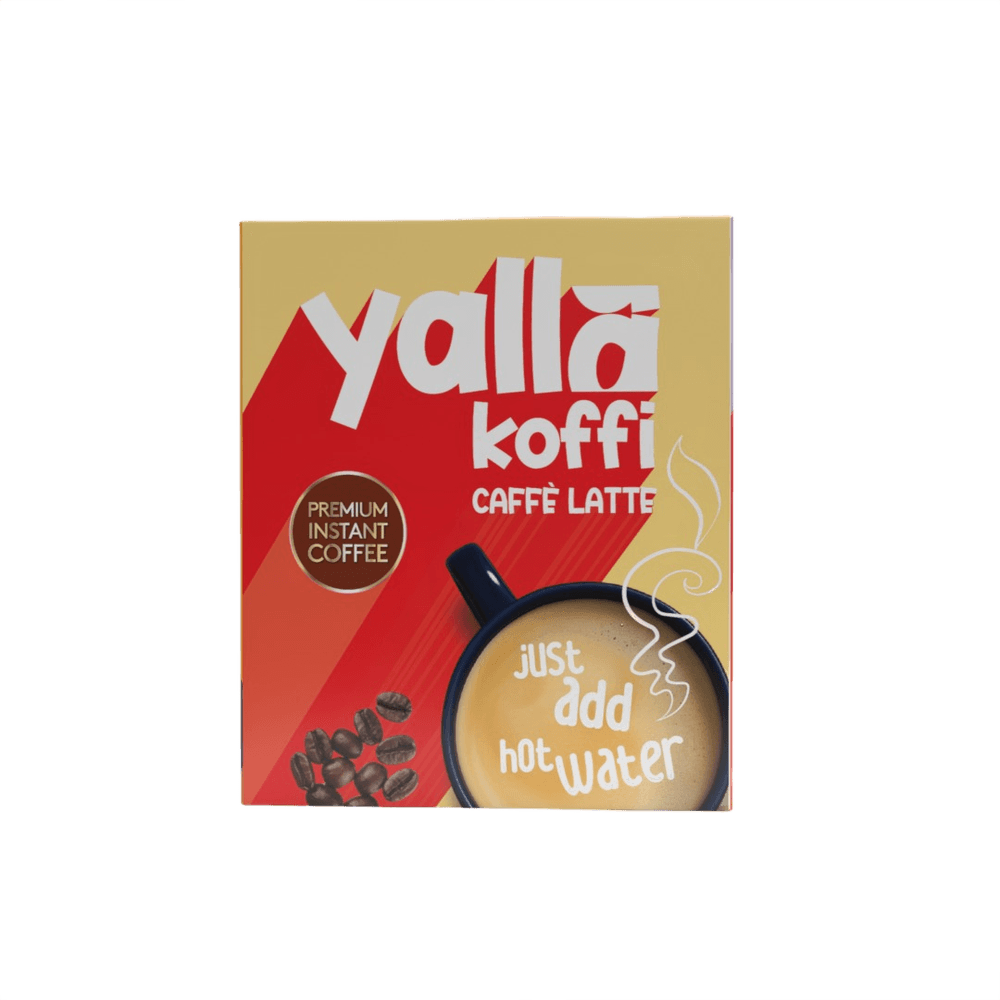 yallā
koffi
CAFFÈ LATTE
PREMIUM
INSTANT
COFFEE
just
add
hot water